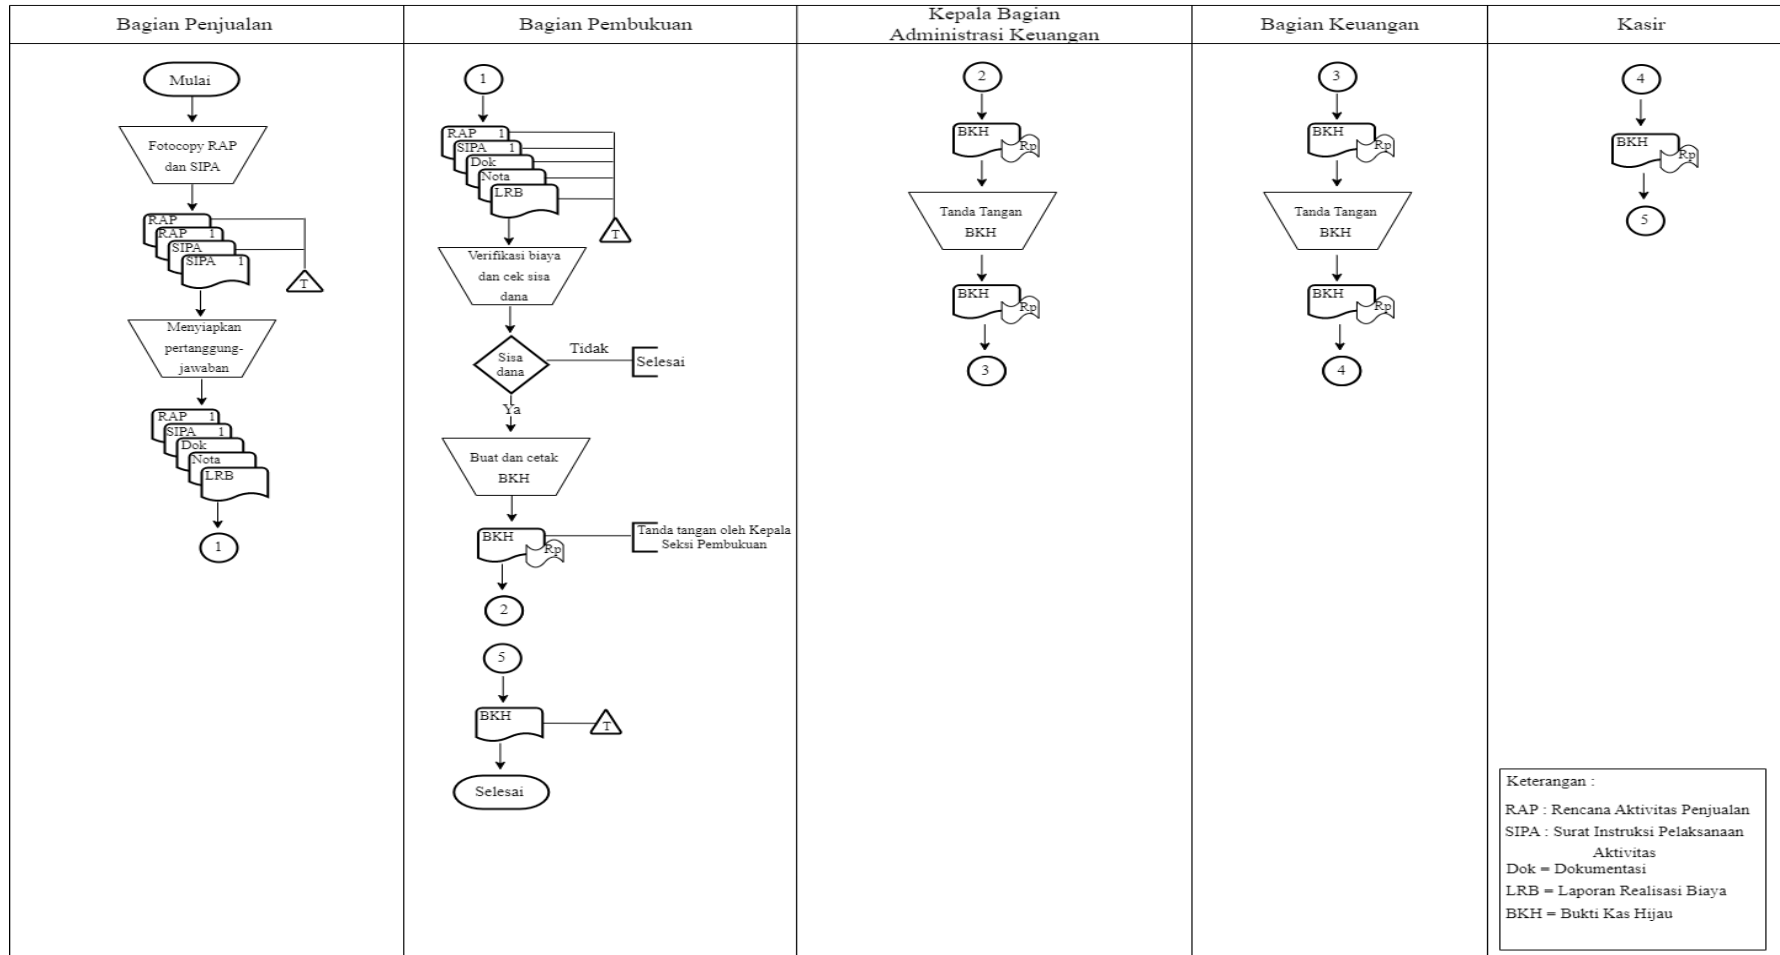 Bagian Penjualan
Bagian Pembukuan
Kepala Bagian
Administrasi Keuangan
Bagian Keuangan
Kasir
Mulai
Fotocopy RAP
dan SIPA
RAP
RAP 1
SIPA
SIPA 1
T
Menyiapkan
pertanggung-
jawaban
RAP 1
SIPA 1
Dok
Nota
LRB
1
1
RAP 1
SIPA 1
Dok
Nota
LRB
T
Verifikasi biaya
dan cek sisa
dana
Sisa
dana
Tidak
Selesai
Ya
Buat dan cetak
BKH
BKH
Rp
Tanda tangan oleh Kepala
Seksi Pembukuan
2
5
BKH
T
Selesai
2
BKH
Rp
Tanda Tangan
BKH
BKH
Rp
3
3
BKH
Rp
Tanda Tangan
BKH
BKH
Rp
4
4
BKH
Rp
5
Keterangan :
RAP : Rencana Aktivitas Penjualan
SIPA : Surat Instruksi Pelaksanaan
Aktivitas
Dok = Dokumentasi
LRB = Laporan Realisasi Biaya
BKH = Bukti Kas Hijau